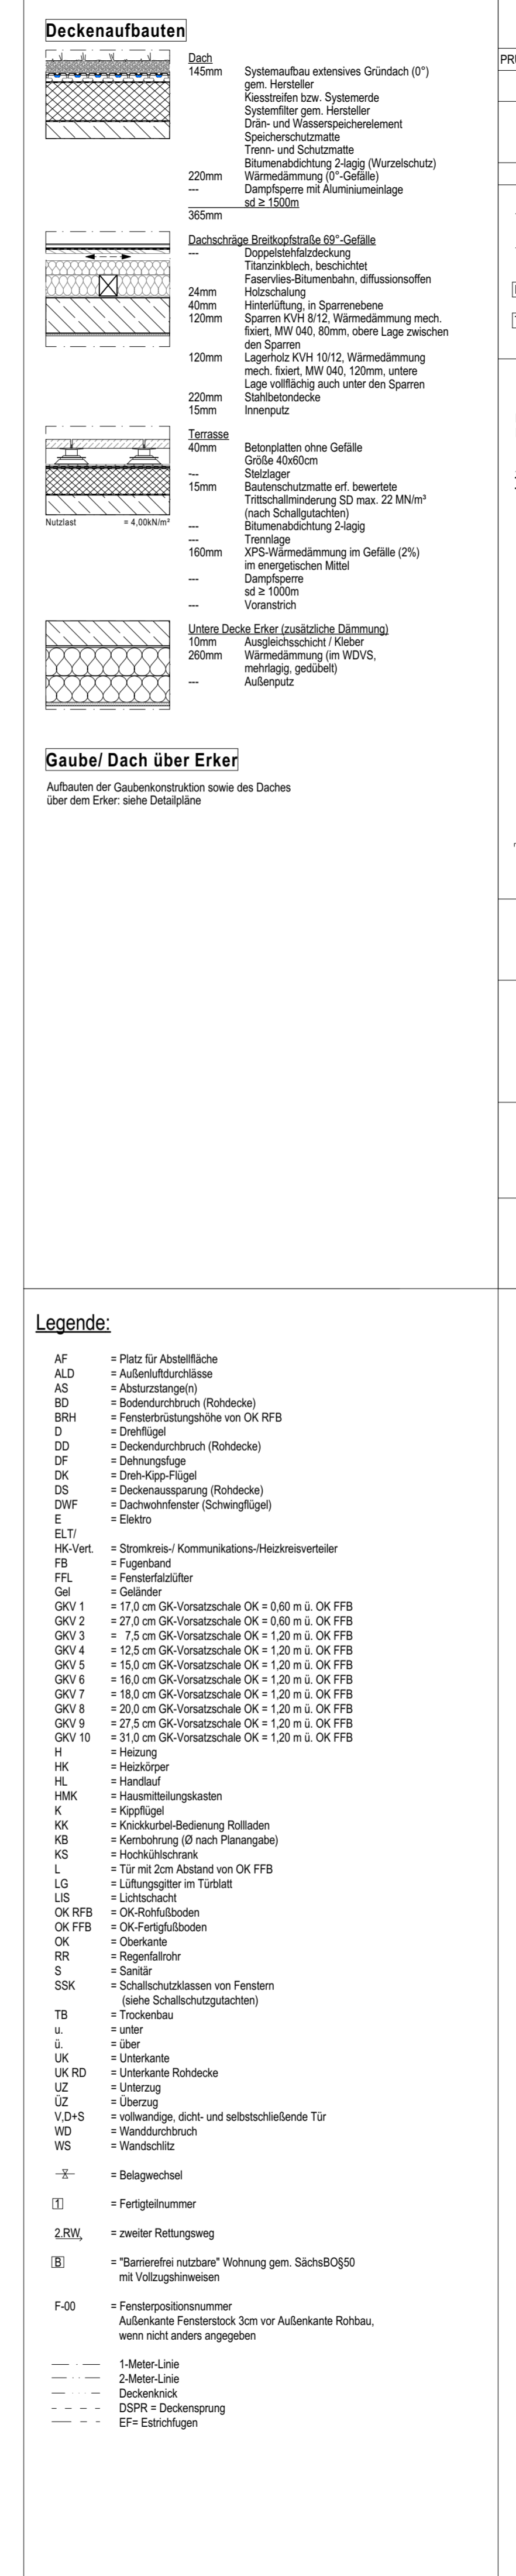 Deckenaufbauten
Dach
145mm Systemaufbau extensives Gründach (0°)
gem. Hersteller
Kiesstreifen bzw. Systemerde
Systemfilter gem. Hersteller
Drän- und Wasserspeicherelement
Speicherschutzmatte
Trenn- und Schutzmatte
Bitumenabdichtung 2-lagig (Wurzelschutz)
220mm Wärmedämmung (0°-Gefälle)
--- Dampfsperre mit Aluminiumeinlage
sd ≥ 1500m
365mm
Dachschräge Breitkopfstraße 69°-Gefälle
--- Doppelstehfalzdeckung
Titanzinkblech, beschichtet
Faservlies-Bitumenbahn, diffusionsoffen
24mm Holzschalung
40mm Hinterlüftung, in Sparrenebene
120mm Sparren KVH 8/12, Wärmedämmung mech.
fixiert, MW 040, 80mm, obere Lage zwischen
den Sparren
120mm Lagerholz KVH 10/12, Wärmedämmung
mech. fixiert, MW 040, 120mm, untere
Lage vollflächig auch unter den Sparren
220mm Stahlbetondecke
15mm Innenputz
Terrasse
40mm Betonplatten ohne Gefälle
Größe 40x60cm
--- Stelzlager
15mm Bautenschutzmatte erf. bewertete
Trittschallminderung SD max. 22 MN/m³
(nach Schallgutachten)
--- Bitumenabdichtung 2-lagig
--- Trennlage
160mm XPS-Wärmedämmung im Gefälle (2%)
im energetischen Mittel
--- Dampfsperre
sd ≥ 1000m
--- Voranstrich
Nutzlast = 4,00kN/m²
Untere Decke Erker (zusätzliche Dämmung)
10mm Ausgleichsschicht / Kleber
260mm Wärmedämmung (im WDVS,
mehrlagig, gedübelt)
--- Außenputz
Gaube/ Dach über Erker
Aufbauten der Gaubenkonstruktion sowie des Daches
über dem Erker: siehe Detailpläne
Legende:
AF = Platz für Abstellfläche
ALD = Außenluftdurchlässe
AS = Absturzstange(n)
BD = Bodendurchbruch (Rohdecke)
BRH = Fensterbrüstungshöhe von OK RFB
D = Drehflügel
DD = Deckendurchbruch (Rohdecke)
DF = Dehnungsfuge
DK = Dreh-Kipp-Flügel
DS = Deckenaussparung (Rohdecke)
DWF = Dachwohnfenster (Schwingflügel)
E = Elektro
ELT/
HK-Vert. = Stromkreis-/ Kommunikations-/Heizkreisverteiler
FB = Fugenband
FFL = Fensterfalzlüfter
Gel = Geländer
GKV 1 = 17,0 cm GK-Vorsatzschale OK = 0,60 m ü. OK FFB
GKV 2 = 27,0 cm GK-Vorsatzschale OK = 0,60 m ü. OK FFB
GKV 3 = 7,5 cm GK-Vorsatzschale OK = 1,20 m ü. OK FFB
GKV 4 = 12,5 cm GK-Vorsatzschale OK = 1,20 m ü. OK FFB
GKV 5 = 15,0 cm GK-Vorsatzschale OK = 1,20 m ü. OK FFB
GKV 6 = 16,0 cm GK-Vorsatzschale OK = 1,20 m ü. OK FFB
GKV 7 = 18,0 cm GK-Vorsatzschale OK = 1,20 m ü. OK FFB
GKV 8 = 20,0 cm GK-Vorsatzschale OK = 1,20 m ü. OK FFB
GKV 9 = 27,5 cm GK-Vorsatzschale OK = 1,20 m ü. OK FFB
GKV 10 = 31,0 cm GK-Vorsatzschale OK = 1,20 m ü. OK FFB
H = Heizung
HK = Heizkörper
HL = Handlauf
HMK = Hausmitteilungskasten
K = Kippflügel
KK = Knickkurbel-Bedienung Rollladen
KB = Kernbohrung (Ø nach Planangabe)
KS = Hochkühlschrank
L = Tür mit 2cm Abstand von OK FFB
LG = Lüftungsgitter im Türblatt
LIS = Lichtschacht
OK RFB = OK-Rohfußboden
OK FFB = OK-Fertigfußboden
OK = Oberkante
RR = Regenfallrohr
S = Sanitär
SSK = Schallschutzklassen von Fenstern
(siehe Schallschutzgutachten)
TB = Trockenbau
u. = unter
ü. = über
UK = Unterkante
UK RD = Unterkante Rohdecke
UZ = Unterzug
ÜZ = Überzug
V,D+S = vollwandige, dicht- und selbstschließende Tür
WD = Wanddurchbruch
WS = Wandschlitz
= Belagwechsel
1 = Fertigteilnummer
2.RW = zweiter Rettungsweg
B = "Barrierefrei nutzbare" Wohnung gem. SächsBO§50
mit Vollzugshinweisen
F-00 = Fensterpositionsnummer
Außenkante Fensterstock 3cm vor Außenkante Rohbau,
wenn nicht anders angegeben
1-Meter-Linie
2-Meter-Linie
Deckenknick
DSPR = Deckensprung
EF= Estrichfugen